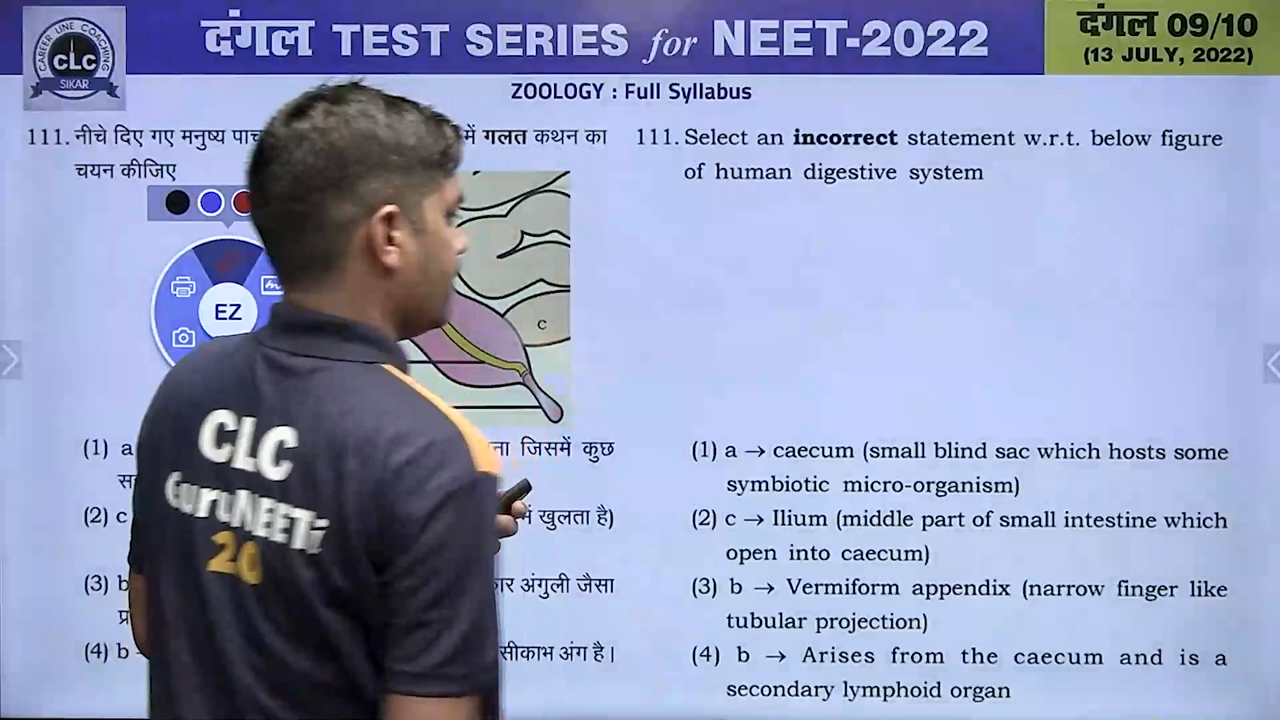 CAREER LINE COACHING
CLC
SIKAR
दंगल TEST SERIES for NEET-2022
दंगल 09/10
(13 JULY, 2022)
ZOOLOGY : Full Syllabus
111. नीचे दिए गए मनुष्य में गलत कथन का
चयन कीजिए
EZ
c
(1) a जिसमें कुछ
(2) c में खुलता है)
(3) b अंगुली जैसा
(4) b अंग है।
111. Select an incorrect statement w.r.t. below figure
of human digestive system
(1) a → caecum (small blind sac which hosts some
symbiotic micro-organism)
(2) c → Ilium (middle part of small intestine which
open into caecum)
(3) b → Vermiform appendix (narrow finger like
tubular projection)
(4) b → Arises from the caecum and is a
secondary lymphoid organ
CLC
GuruNEETi
20